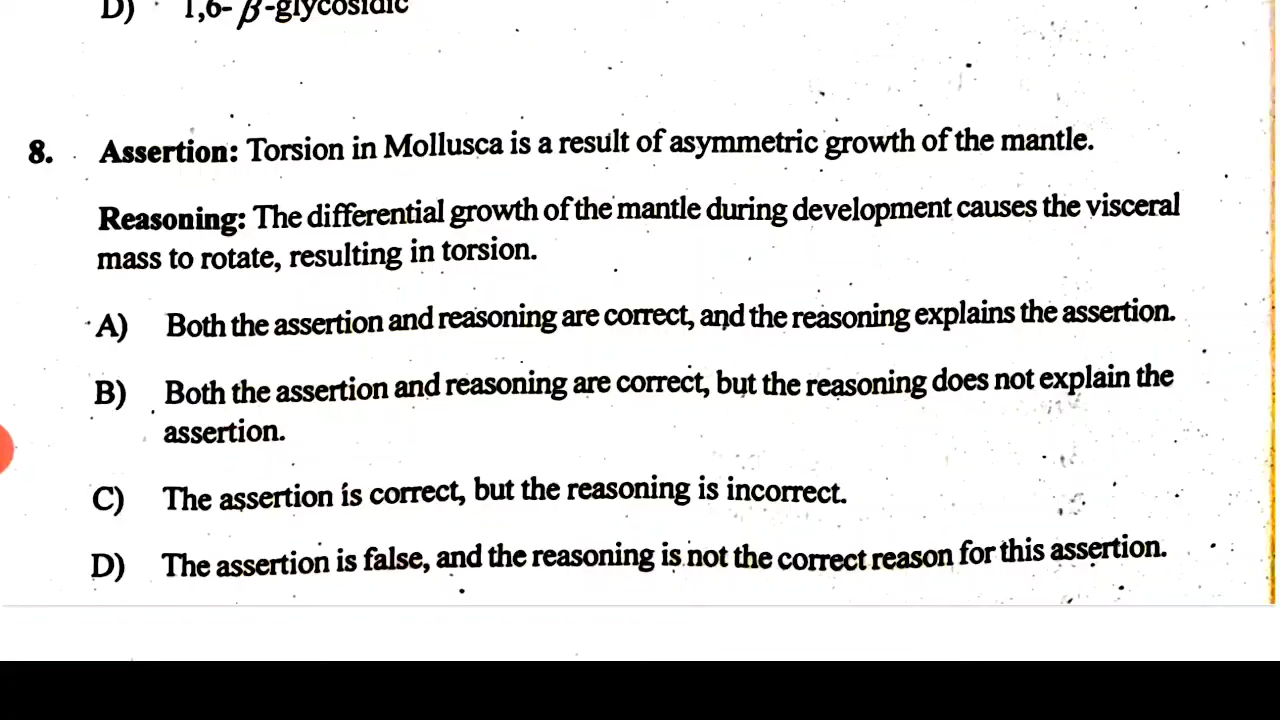 D) 1,6- β-glycosidic
8. Assertion: Torsion in Mollusca is a result of asymmetric growth of the mantle.
Reasoning: The differential growth of the mantle during development causes the visceral
mass to rotate, resulting in torsion.
A) Both the assertion and reasoning are correct, and the reasoning explains the assertion.
B) Both the assertion and reasoning are correct, but the reasoning does not explain the
assertion.
C) The assertion is correct, but the reasoning is incorrect.
D) The assertion is false, and the reasoning is not the correct reason for this assertion.